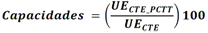 Capacidades = (UE_CTE_PCTT / UE_CTE) 100